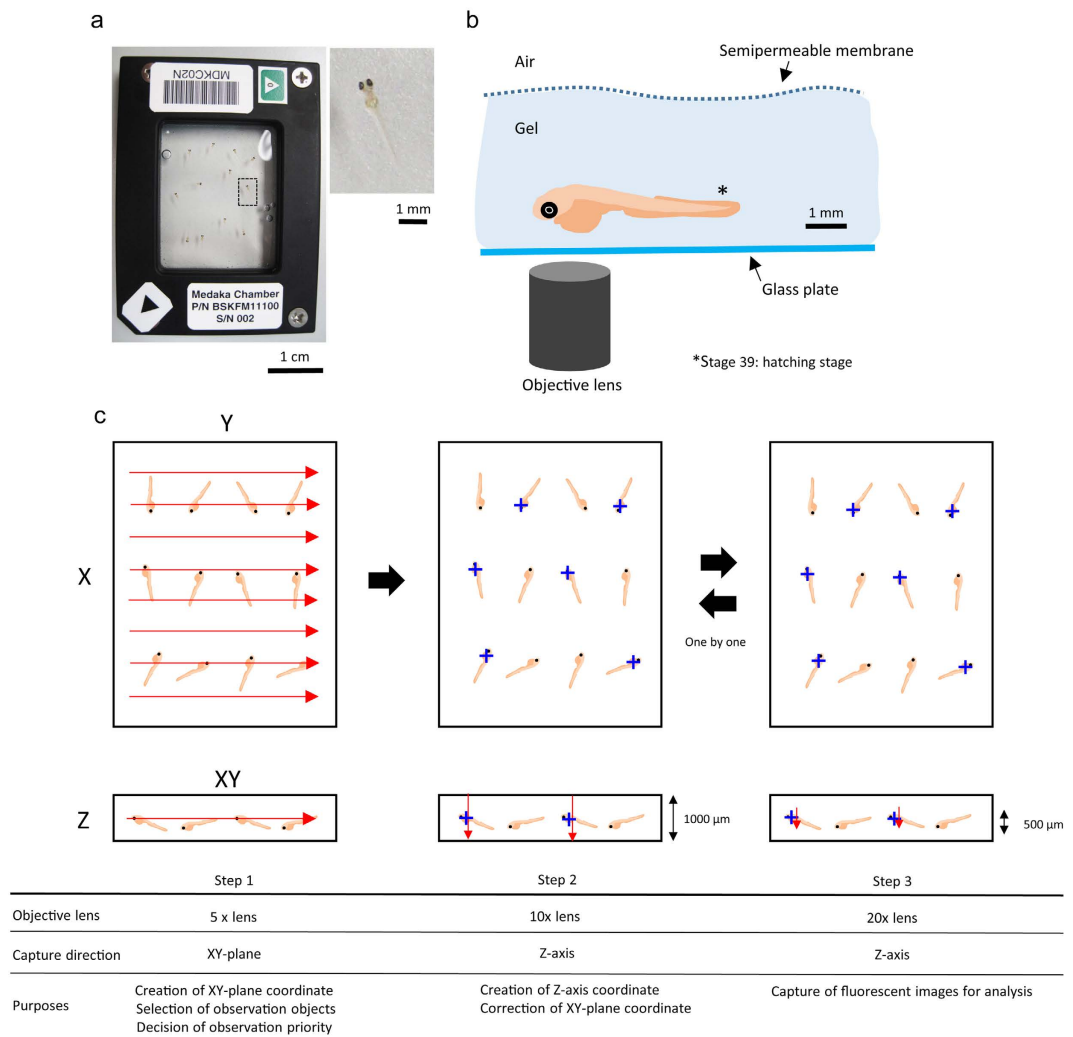 a
MDKC02N
0
Medaka Chamber
P/N BSKFM11100
S/N 002
1 cm
1 mm
b
Air
Semipermeable membrane
Gel
*
1 mm
Glass plate
Objective lens
*Stage 39: hatching stage
c
Y
X
One by one
XY
Z
1000 μm
500 μm
Step 1 Step 2 Step 3
Objective lens 5 x lens 10x lens 20x lens
Capture direction XY-plane Z-axis Z-axis
Purposes
Creation of XY-plane coordinate
Selection of observation objects
Decision of observation priority
Creation of Z-axis coordinate
Correction of XY-plane coordinate
Capture of fluorescent images for analysis